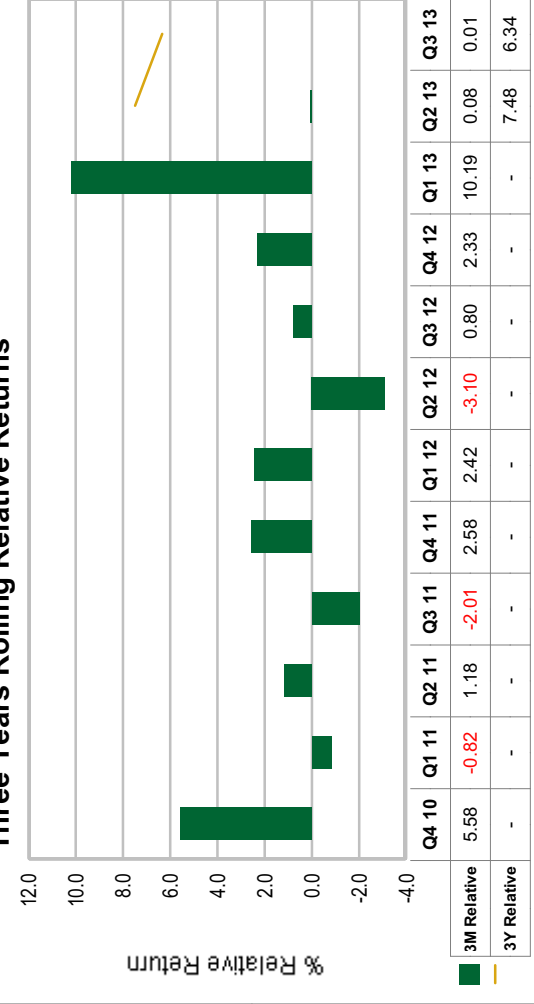 Three Years Rolling Relative Returns
12.0
10.0
8.0
6.0
4.0
2.0
0.0
-2.0
-4.0
% Relative Return
Q4 10 Q1 11 Q2 11 Q3 11 Q4 11 Q1 12 Q2 12 Q3 12 Q4 12 Q1 13 Q2 13 Q3 13
3M Relative 5.58 -0.82 1.18 -2.01 2.58 2.42 -3.10 0.80 2.33 10.19 0.08 0.01
3Y Relative - - - - - - - - - - 7.48 6.34